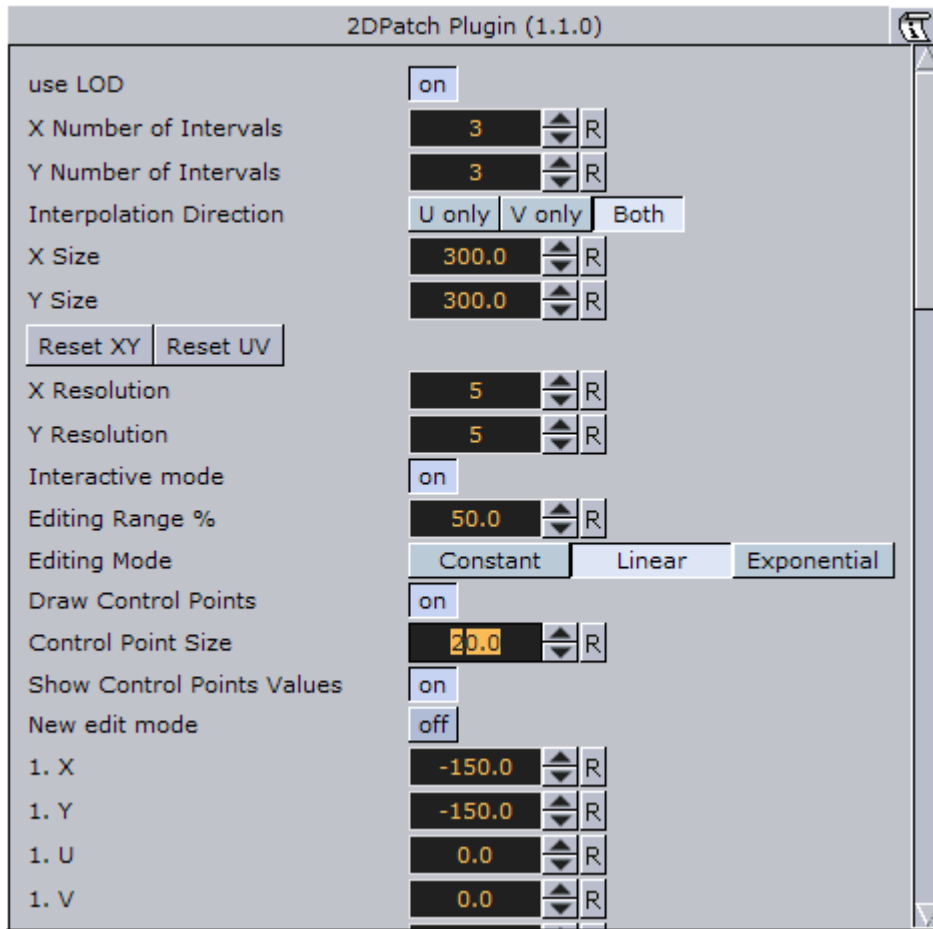 2DPatch Plugin (1.1.0)
use LOD on
X Number of Intervals 3 R
Y Number of Intervals 3 R
Interpolation Direction U only V only Both
X Size 300.0 R
Y Size 300.0 R
Reset XY Reset UV
X Resolution 5 R
Y Resolution 5 R
Interactive mode on
Editing Range % 50.0 R
Editing Mode Constant Linear Exponential
Draw Control Points on
Control Point Size 20.0 R
Show Control Points Values on
New edit mode off
1. X -150.0 R
1. Y -150.0 R
1. U 0.0 R
1. V 0.0 R